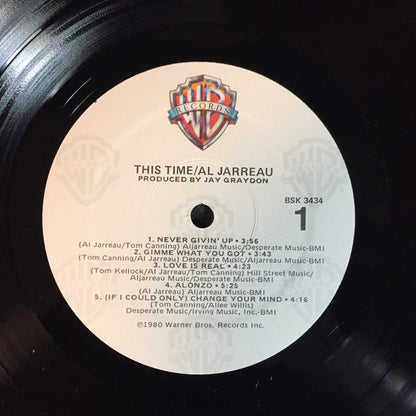 WB
RECORDS
THIS TIME/AL JARREAU
PRODUCED BY JAY GRAYDON
BSK 3434
1
1. NEVER GIVIN' UP • 3:56
(Al Jarreau/Tom Canning) Aljarreau Music/Desperate Music-BMI
2. GIMME WHAT YOU GOT • 3:43
(Tom Canning/Al Jarreau) Desperate Music/Aljarreau Music-BMI
3. LOVE IS REAL • 4:23
(Tom Kellock/Al Jarreau/Tom Canning) Hill Street Music/
Aljarreau Music/Desperate Music-BMI
4. ALONZO • 5:25
(Al Jarreau) Aljarreau Music-BMI
5. (IF I COULD ONLY) CHANGE YOUR MIND • 4:16
(Tom Canning/Allee Willis)
Desperate Music/Irving Music, Inc.-BMI
℗1980 Warner Bros. Records Inc.